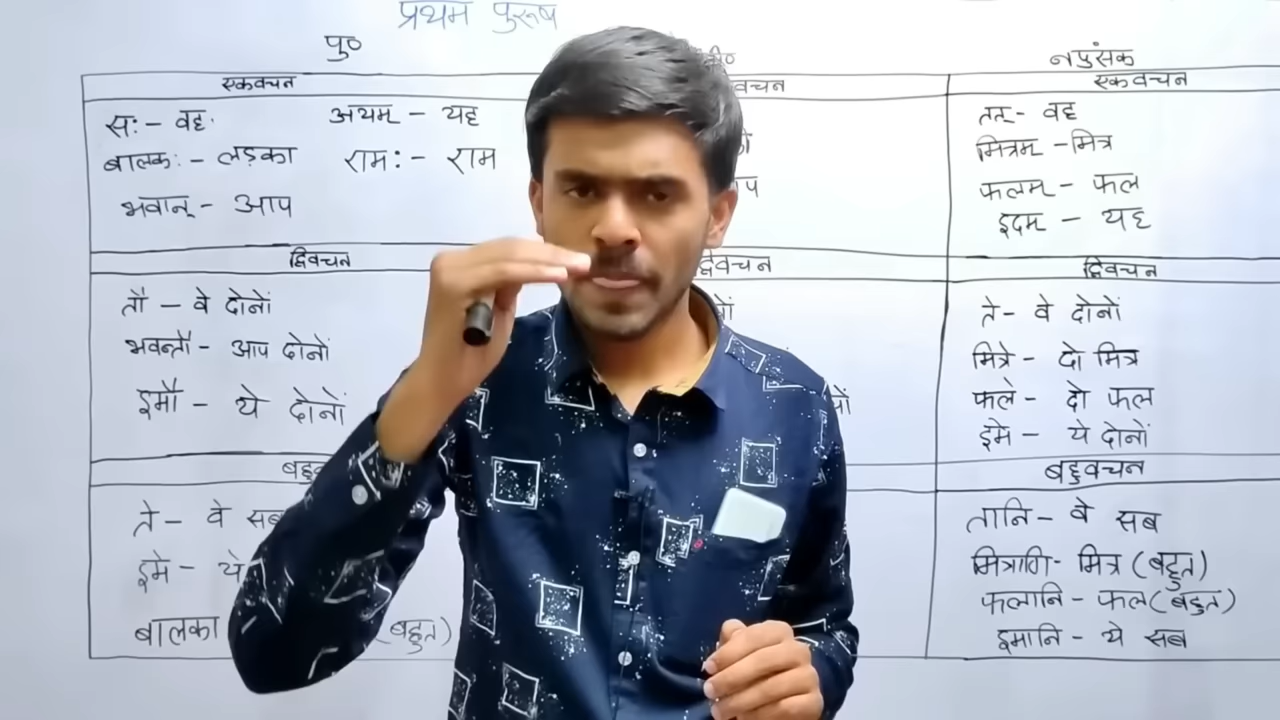 प्रथम पुरूष
पु०
एकवचन
सः - वह
अयम् - यह
बालकः - लड़का
रामः - राम
भवान् - आप
द्विवचन
तौ - वे दोनों
भवन्तौ - आप दोनों
इमौ - ये दोनों
ते - वे सब
इमे - ये
बालका (बहुत)
वचन
द्विवचन
नपुंसक
एकवचन
तत् - वह
मित्रम् - मित्र
फलम् - फल
इदम् - यह
द्विवचन
ते - वे दोनों
मित्रे - दो मित्र
फले - दो फल
इमे - ये दोनों
बहुवचन
तानि - वे सब
मित्राणि - मित्र (बहुत)
फलानि - फल (बहुत)
इमानि - ये सब